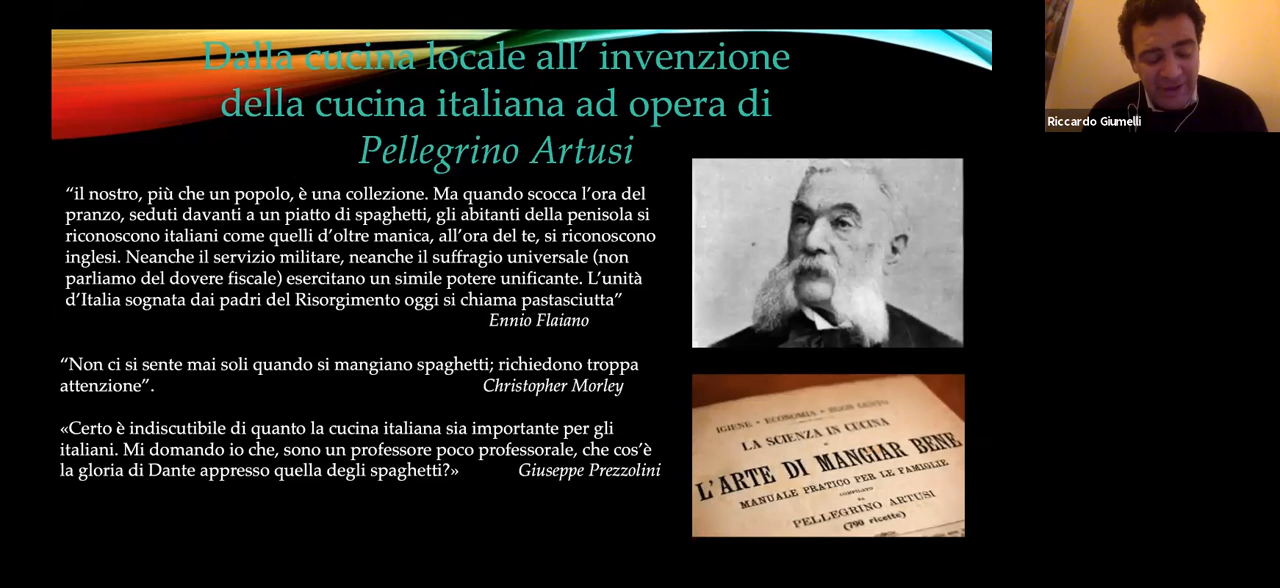 Dalla cucina locale all’ invenzione
della cucina italiana ad opera di
Pellegrino Artusi
“il nostro, più che un popolo, è una collezione. Ma quando scocca l’ora del
pranzo, seduti davanti a un piatto di spaghetti, gli abitanti della penisola si
riconoscono italiani come quelli d’oltre manica, all’ora del te, si riconoscono
inglesi. Neanche il servizio militare, neanche il suffragio universale (non
parliamo del dovere fiscale) esercitano un simile potere unificante. L’unità
d’Italia sognata dai padri del Risorgimento oggi si chiama pastasciutta”
Ennio Flaiano
“Non ci si sente mai soli quando si mangiano spaghetti; richiedono troppa
attenzione”. Christopher Morley
«Certo è indiscutibile di quanto la cucina italiana sia importante per gli
italiani. Mi domando io che, sono un professore poco professorale, che cos’è
la gloria di Dante appresso quella degli spaghetti?» Giuseppe Prezzolini
IGIENE - ECONOMIA - BUON GUSTO
LA SCIENZA IN CUCINA
L'ARTE DI MANGIAR BENE
MANUALE PRATICO PER LE FAMIGLIE
COMPILATO
DA
PELLEGRINO ARTUSI
(790 ricette)
Riccardo Giumelli